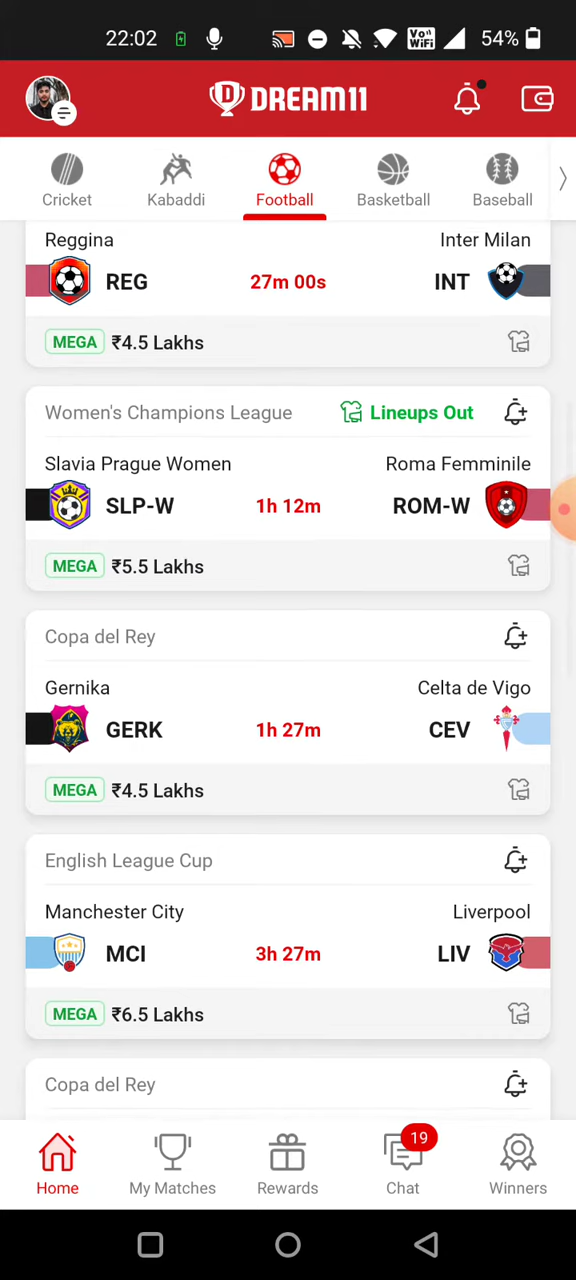 22:02 Vo)) WiFi 54%
DREAM11
Cricket Kabaddi Football Basketball Baseball
Reggina Inter Milan
REG 27m 00s INT
MEGA ₹4.5 Lakhs
Women's Champions League Lineups Out
Slavia Prague Women Roma Femminile
SLP-W 1h 12m ROM-W
MEGA ₹5.5 Lakhs
Copa del Rey
Gernika Celta de Vigo
GERK 1h 27m CEV
MEGA ₹4.5 Lakhs
English League Cup
Manchester City Liverpool
MCI 3h 27m LIV
MEGA ₹6.5 Lakhs
Copa del Rey
19
Home My Matches Rewards Chat Winners